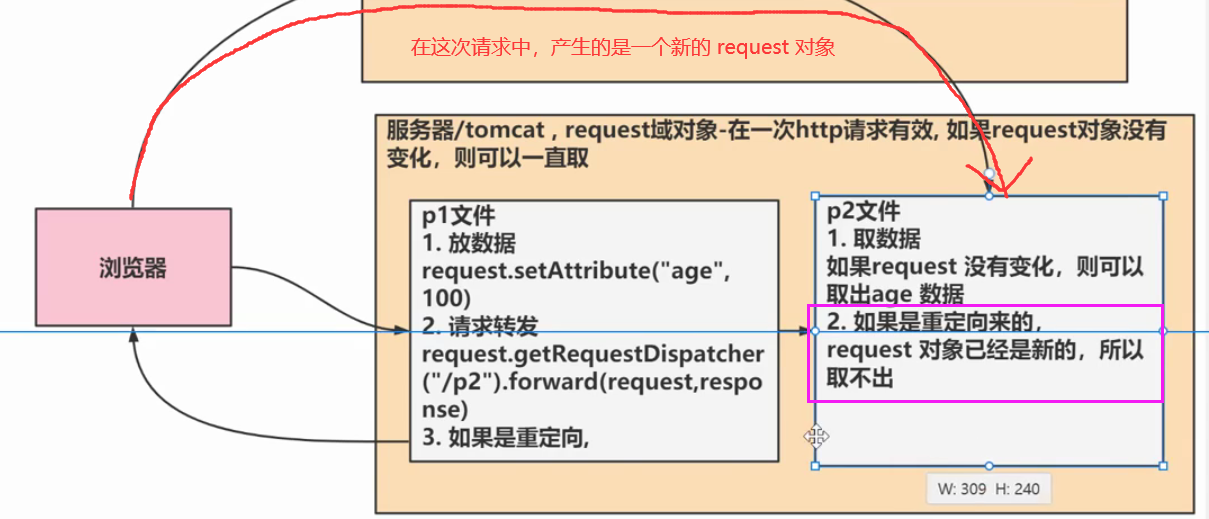 在这次请求中，产生的是一个新的 request 对象
服务器/tomcat , request域对象-在一次http请求有效, 如果request对象没有
变化，则可以一直取
浏览器
p1文件
1. 放数据
request.setAttribute("age",
100)
2. 请求转发
request.getRequestDispatcher
("/p2").forward(request,respo
nse)
3. 如果是重定向,
p2文件
1. 取数据
如果request 没有变化，则可以
取出age 数据
2. 如果是重定向来的，
request 对象已经是新的，所以
取不出
W: 309 H: 240